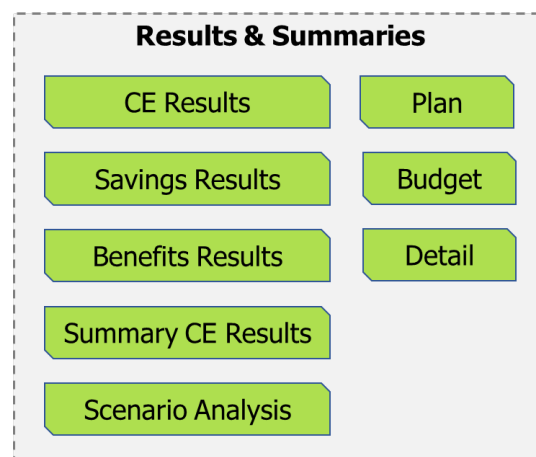 Results & Summaries
CE Results
Plan
Savings Results
Budget
Benefits Results
Detail
Summary CE Results
Scenario Analysis